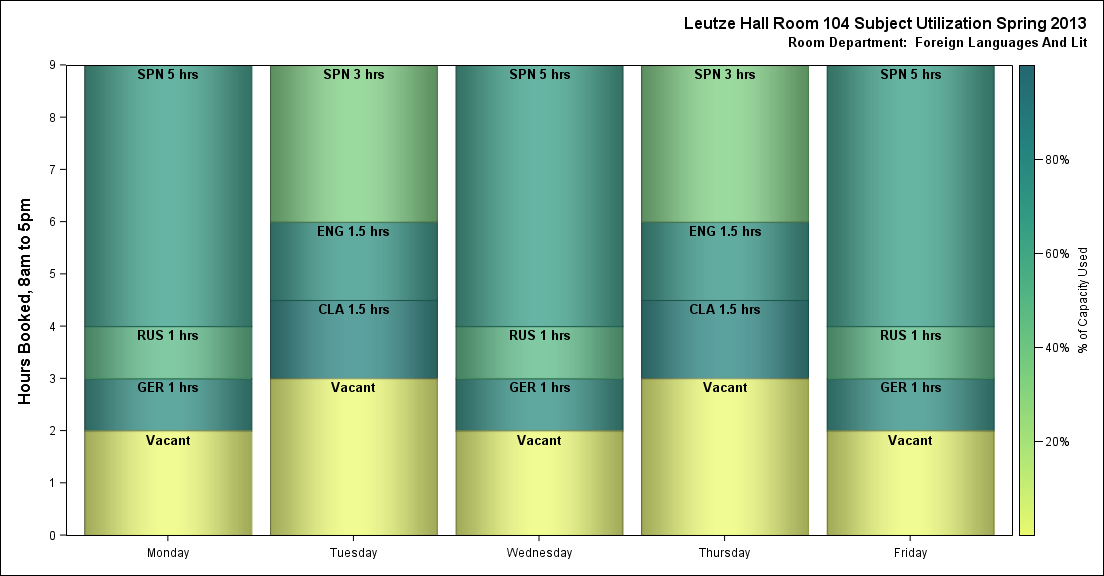 Leutze Hall Room 104 Subject Utilization Spring 2013
Room Department:  Foreign Languages And Lit
Hours Booked, 8am to 5pm
9
8
7
6
5
4
3
2
1
0
SPN 5 hrs
RUS 1 hrs
GER 1 hrs
Vacant
Monday
SPN 3 hrs
ENG 1.5 hrs
CLA 1.5 hrs
Vacant
Tuesday
SPN 5 hrs
RUS 1 hrs
GER 1 hrs
Vacant
Wednesday
SPN 3 hrs
ENG 1.5 hrs
CLA 1.5 hrs
Vacant
Thursday
SPN 5 hrs
RUS 1 hrs
GER 1 hrs
Vacant
Friday
80%
60%
40%
20%
% of Capacity Used